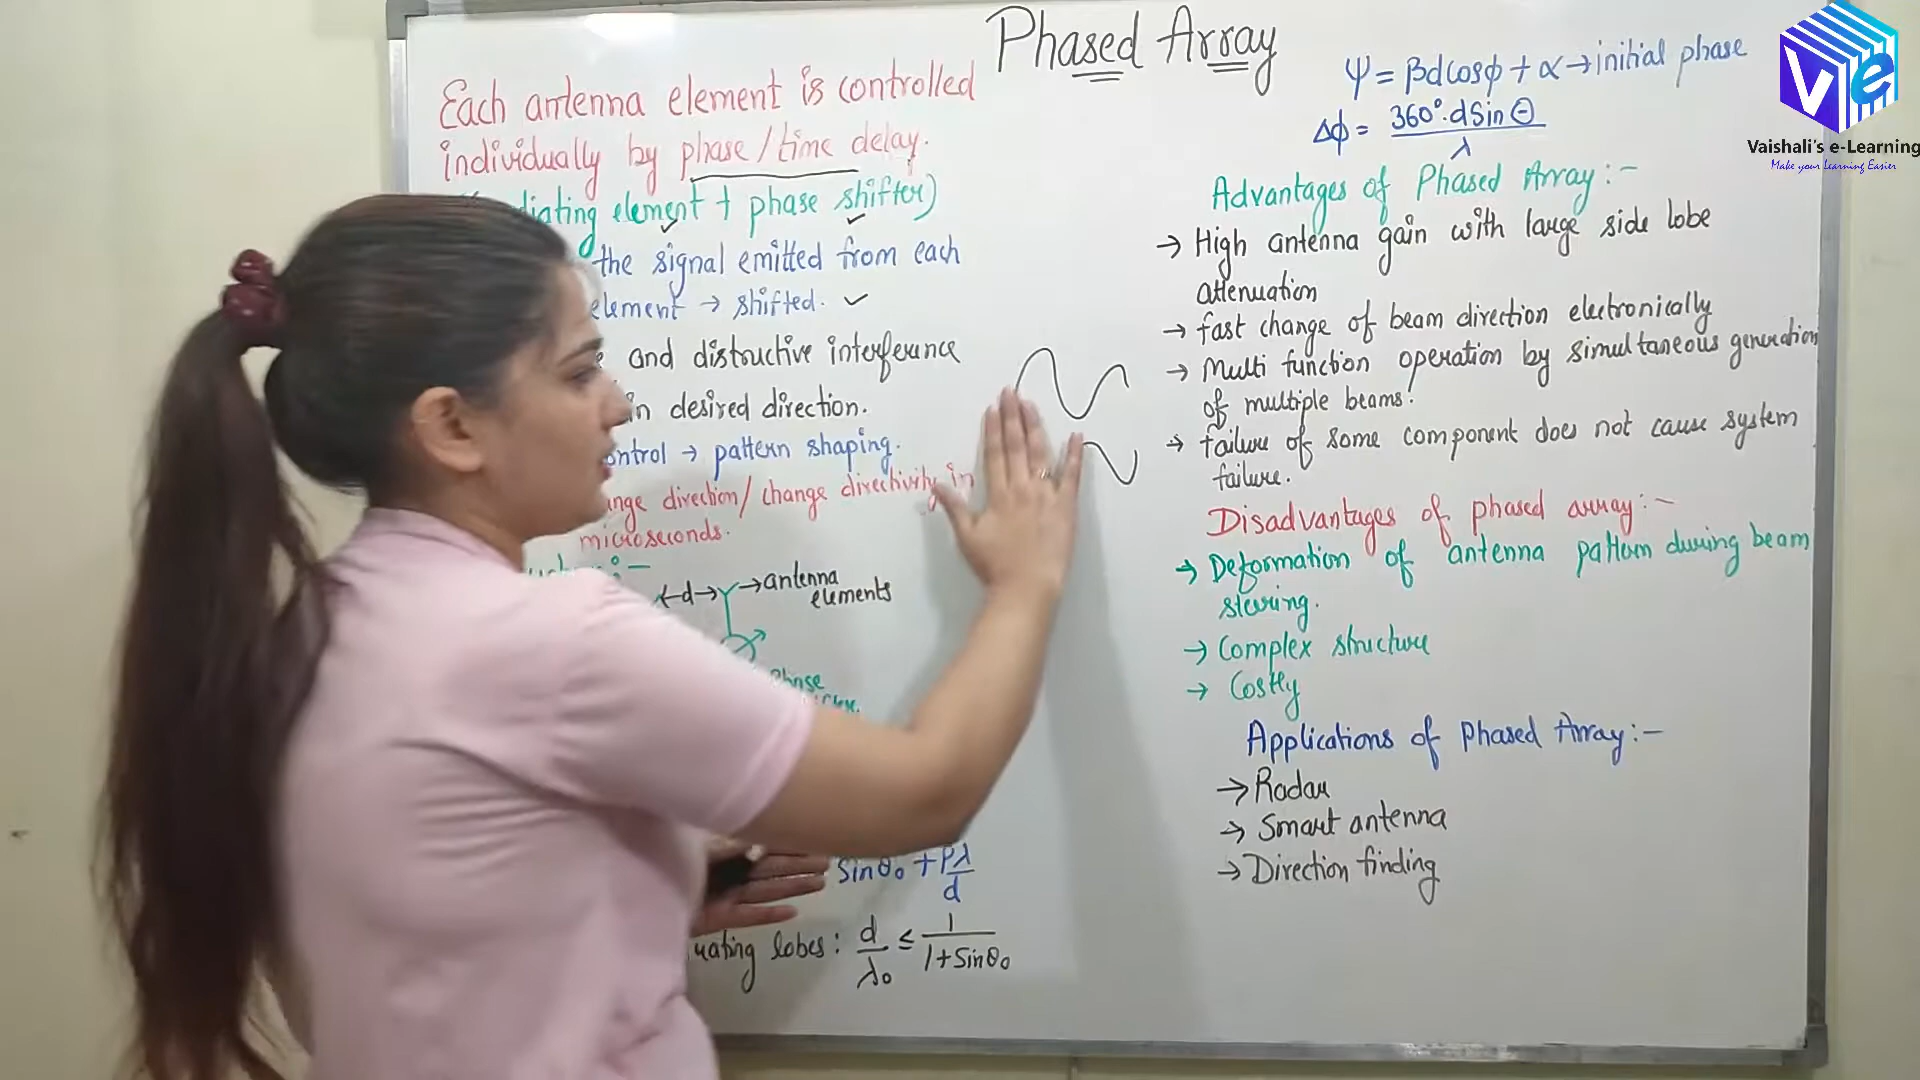 Phased Array
Each antenna element is controlled
individually by phase/time delay.
element + phase shifter)
the signal emitted from each
element → shifted. ✓
and distructive interference
in desired direction.
→ pattern shaping.
direction/ change directivity in
microseconds.
←d→ → antenna
elements
Phase
Sinθ₀ + Pλ/d
lobes: d/λ₀ ≤ 1/1+Sinθ₀
Ψ = βdcosϕ + α → initial phase
Δϕ = 360°.dSinΘ/λ
Advantages of Phased Array:-
→ High antenna gain with large side lobe
attenuation
→ fast change of beam direction electronically
→ Multi function operation by simultaneous generation
of multiple beams.
→ failure of some component does not cause system
failure.
Disadvantages of phased array:-
→ Deformation of antenna pattern during beam
steering.
→ Complex structure
→ Costly
Applications of Phased Array:-
→ Radar
→ Smart antenna
→ Direction finding
Ve
Vaishali's e-Learning
Make your Learning Easier